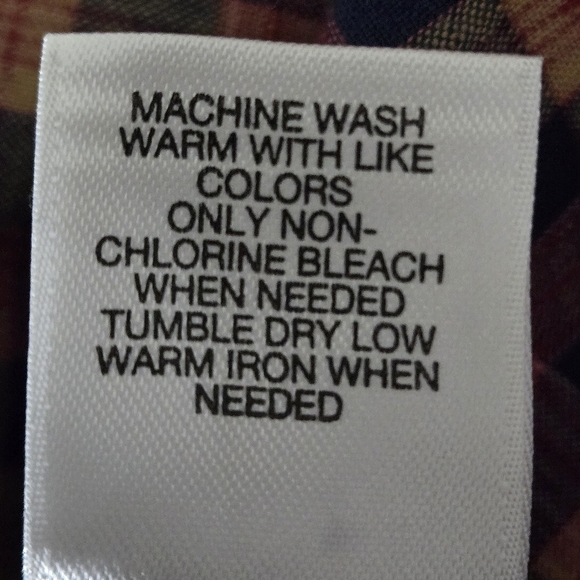 MACHINE WASH
WARM WITH LIKE
COLORS
ONLY NON-
CHLORINE BLEACH
WHEN NEEDED
TUMBLE DRY LOW
WARM IRON WHEN
NEEDED